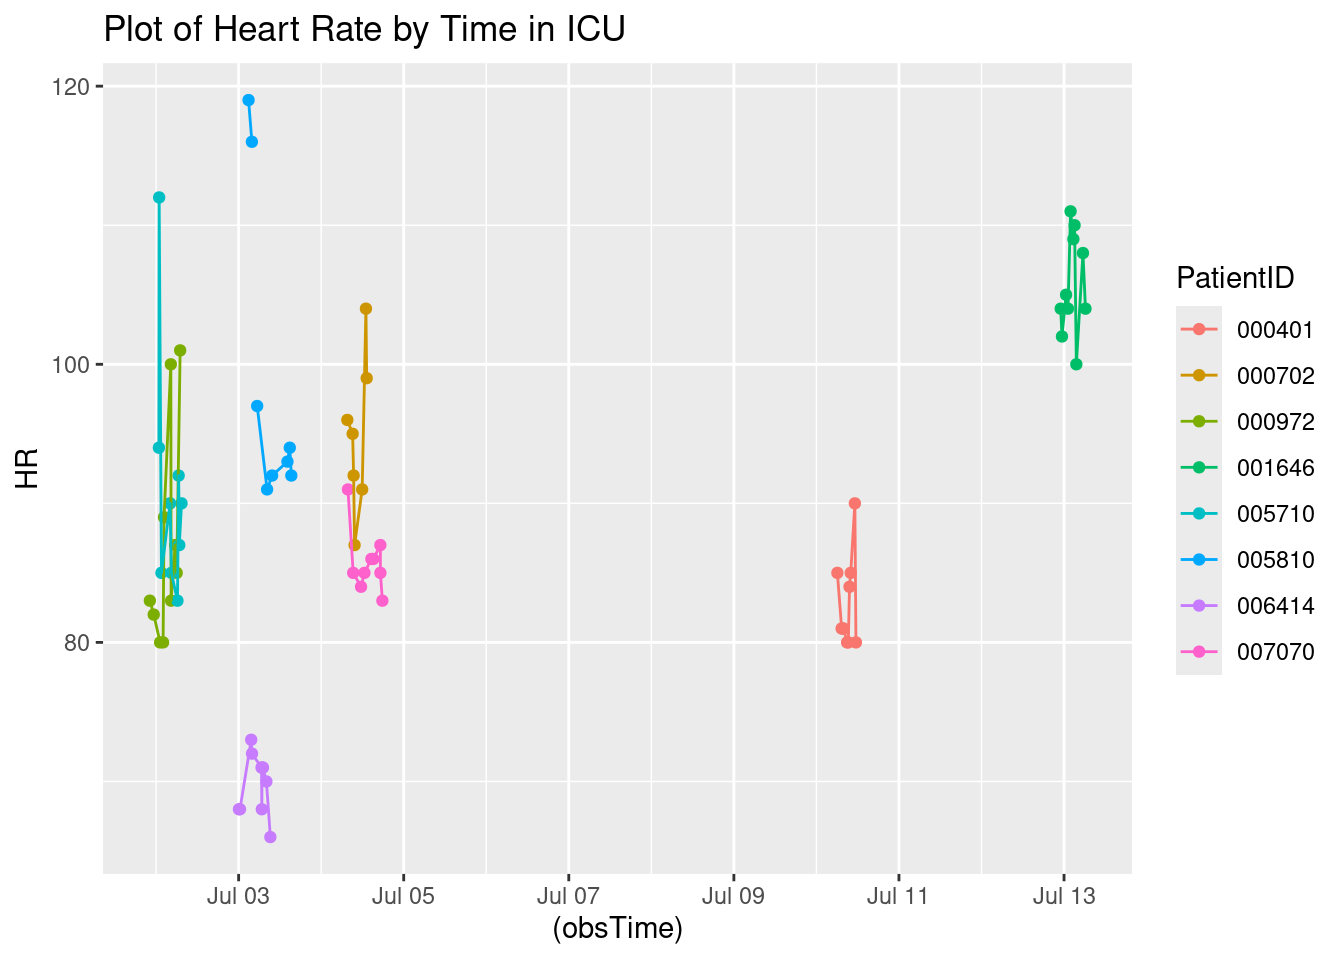 Plot of Heart Rate by Time in ICU
120
100
80
HR
Jul 03 Jul 05 Jul 07 Jul 09 Jul 11 Jul 13
(obsTime)
PatientID
000401
000702
000972
001646
005710
005810
006414
007070